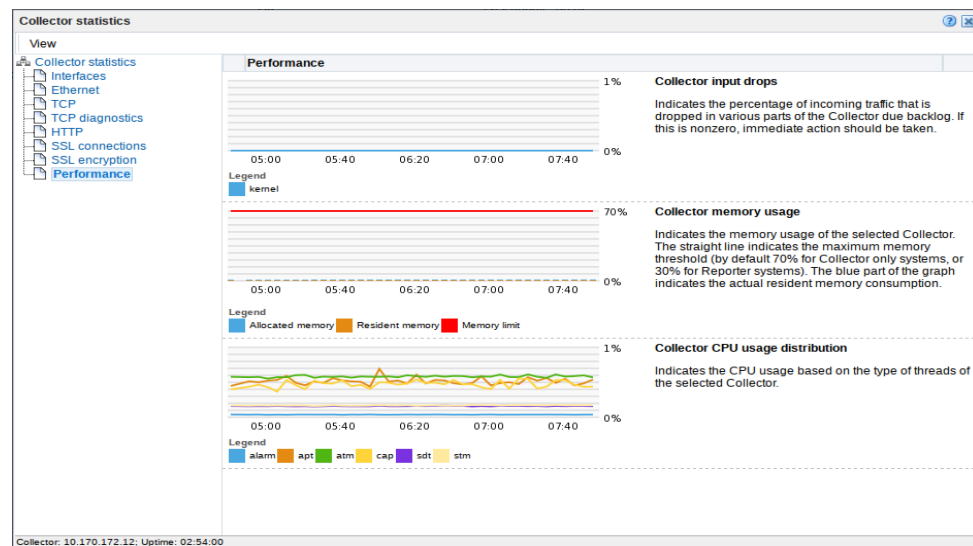 Collector statistics
View
Collector statistics
Interfaces
Ethernet
TCP
TCP diagnostics
HTTP
SSL connections
SSL encryption
Performance
Performance
1%
0%
05:00 05:40 06:20 07:00 07:40
Legend
kernel
Collector input drops
Indicates the percentage of incoming traffic that is
dropped in various parts of the Collector due backlog. If
this is nonzero, immediate action should be taken.
70%
0%
05:00 05:40 06:20 07:00 07:40
Legend
Allocated memory Resident memory Memory limit
Collector memory usage
Indicates the memory usage of the selected Collector.
The straight line indicates the maximum memory
threshold (by default 70% for Collector only systems, or
30% for Reporter systems). The blue part of the graph
indicates the actual resident memory consumption.
1%
0%
05:00 05:40 06:20 07:00 07:40
Legend
alarm apt atm cap sdt stm
Collector CPU usage distribution
Indicates the CPU usage based on the type of threads of
the selected Collector.
Collector: 10.170.172.12; Uptime: 02:54:00